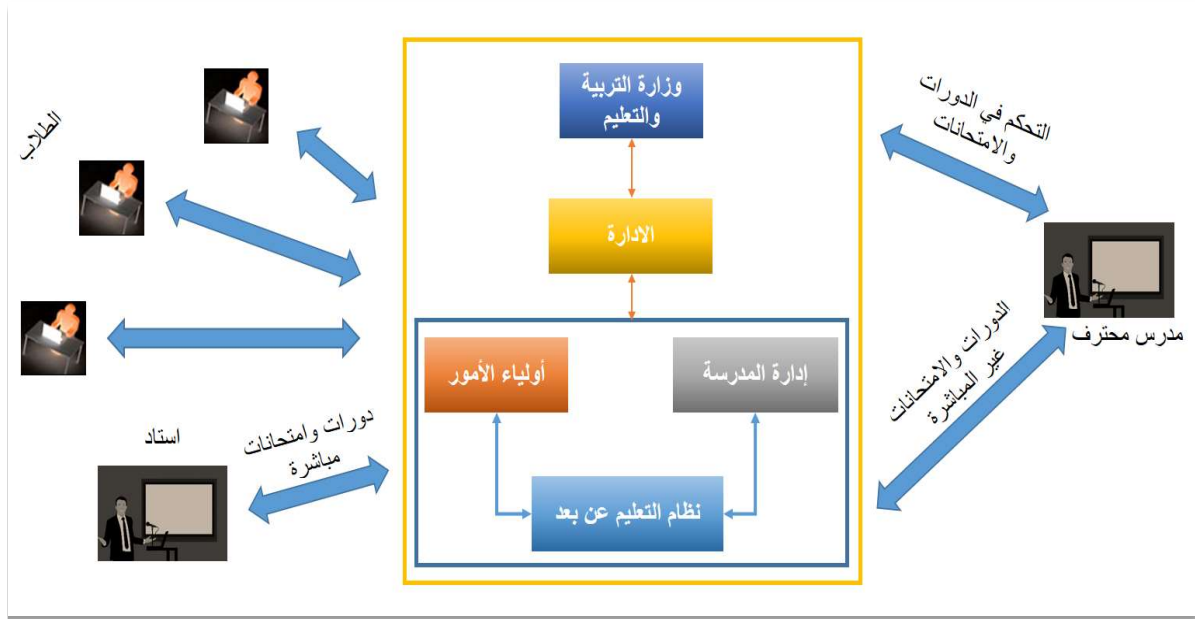 وزارة التربية
والتعليم
الادارة
أولياء الأمور
إدارة المدرسة
نظام التعليم عن بعد
التحكم في الدورات
والامتحانات
مدرس محترف
الدورات والامتحانات
غير المباشرة
الطلاب
استاد
دورات وامتحانات
مباشرة